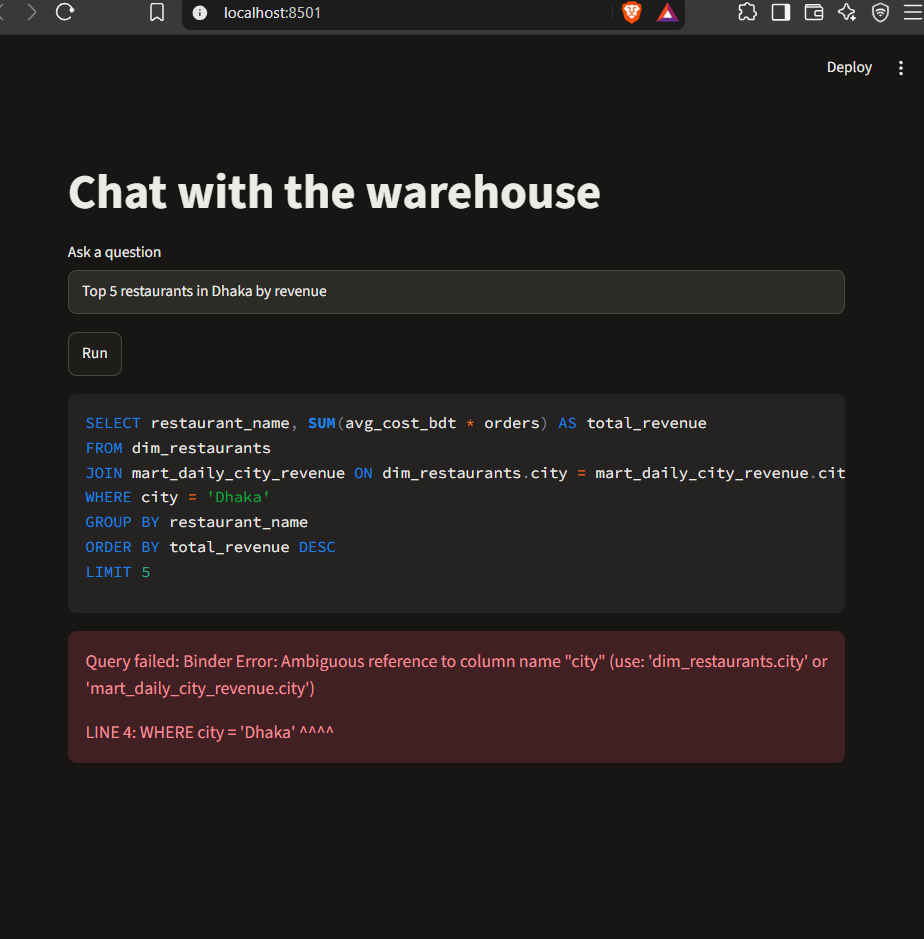 localhost:8501
Deploy
Chat with the warehouse
Ask a question
Top 5 restaurants in Dhaka by revenue
Run
SELECT restaurant_name, SUM(avg_cost_bdt * orders) AS total_revenue
FROM dim_restaurants
JOIN mart_daily_city_revenue ON dim_restaurants.city = mart_daily_city_revenue.cit
WHERE city = 'Dhaka'
GROUP BY restaurant_name
ORDER BY total_revenue DESC
LIMIT 5
Query failed: Binder Error: Ambiguous reference to column name "city" (use: 'dim_restaurants.city' or
'mart_daily_city_revenue.city')
LINE 4: WHERE city = 'Dhaka' ^^^^